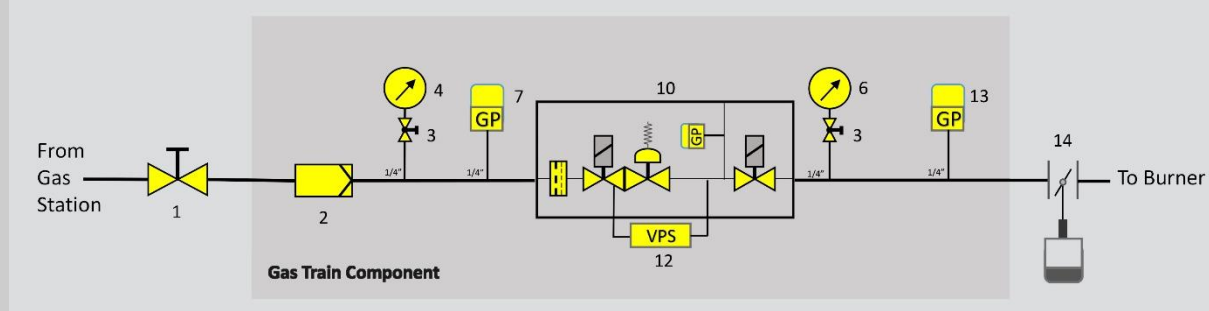 4
7
10
6
13
GP
GP
GP
3
3
14
From
Gas
Station
1/4"
1/4"
1/4"
1/4"
To Burner
1
2
VPS
12
Gas Train Component